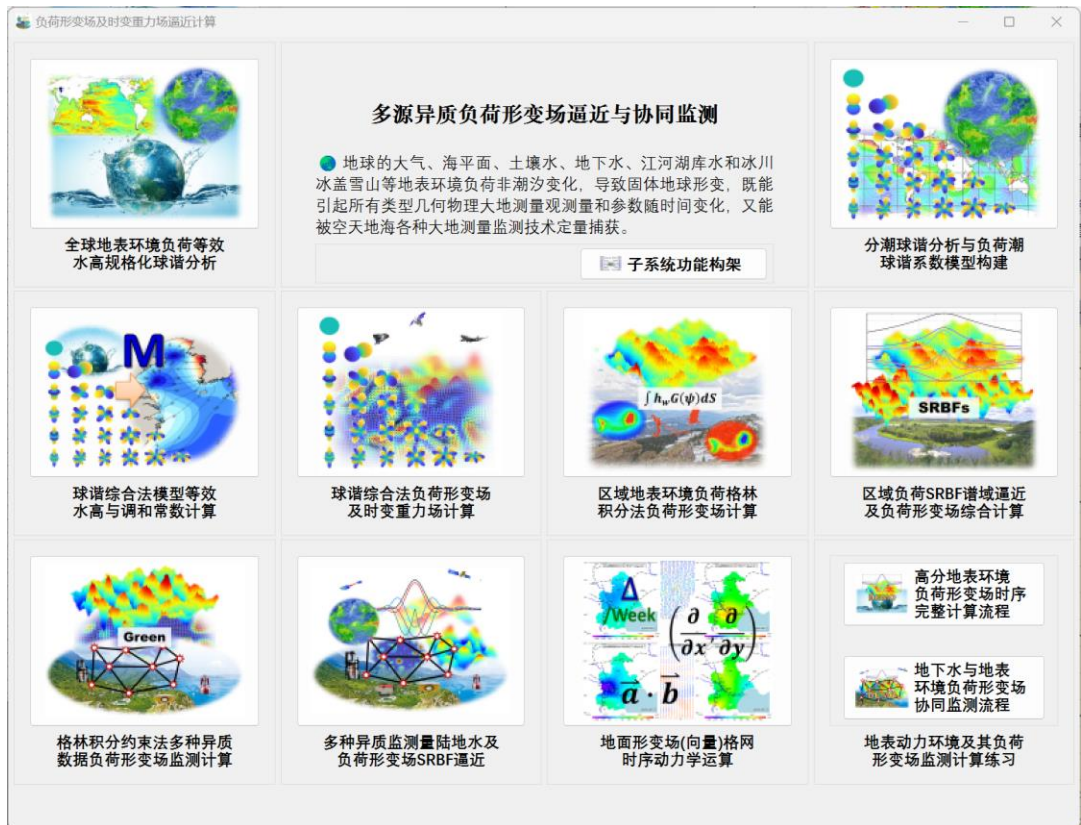 负荷形变场及时变重力场逼近计算
多源异质负荷形变场逼近与协同监测
地球的大气、海平面、土壤水、地下水、江河湖库水和冰川
冰盖雪山等地表环境负荷非潮汐变化，导致固体地球形变，既能
引起所有类型几何物理大地测量观测量和参数随时间变化，又能
被空天地海各种大地测量监测技术定量捕获。
子系统功能构架
全球地表环境负荷等效
水高规格化球谐分析
分潮球谐分析与负荷潮
球谐系数模型构建
M
球谐综合法模型等效
水高与调和常数计算
球谐综合法负荷形变场
及时变重力场计算
∫ h_w G(ψ)dS
区域地表环境负荷格林
积分法负荷形变场计算
SRBFs
区域负荷SRBF谱域逼近
及负荷形变场综合计算
Green
格林积分约束法多种异质
数据负荷形变场监测计算
多种异质监测量陆地水及
负荷形变场SRBF逼近
Δ
/Week
(∂/∂x, ∂/∂y)
a⃗ · b⃗
地面形变场(向量)格网
时序动力学运算
高分地表环境
负荷形变场时序
完整计算流程
地下水与地表
环境负荷形变场
协同监测流程
地表动力环境及其负荷
形变场监测计算练习